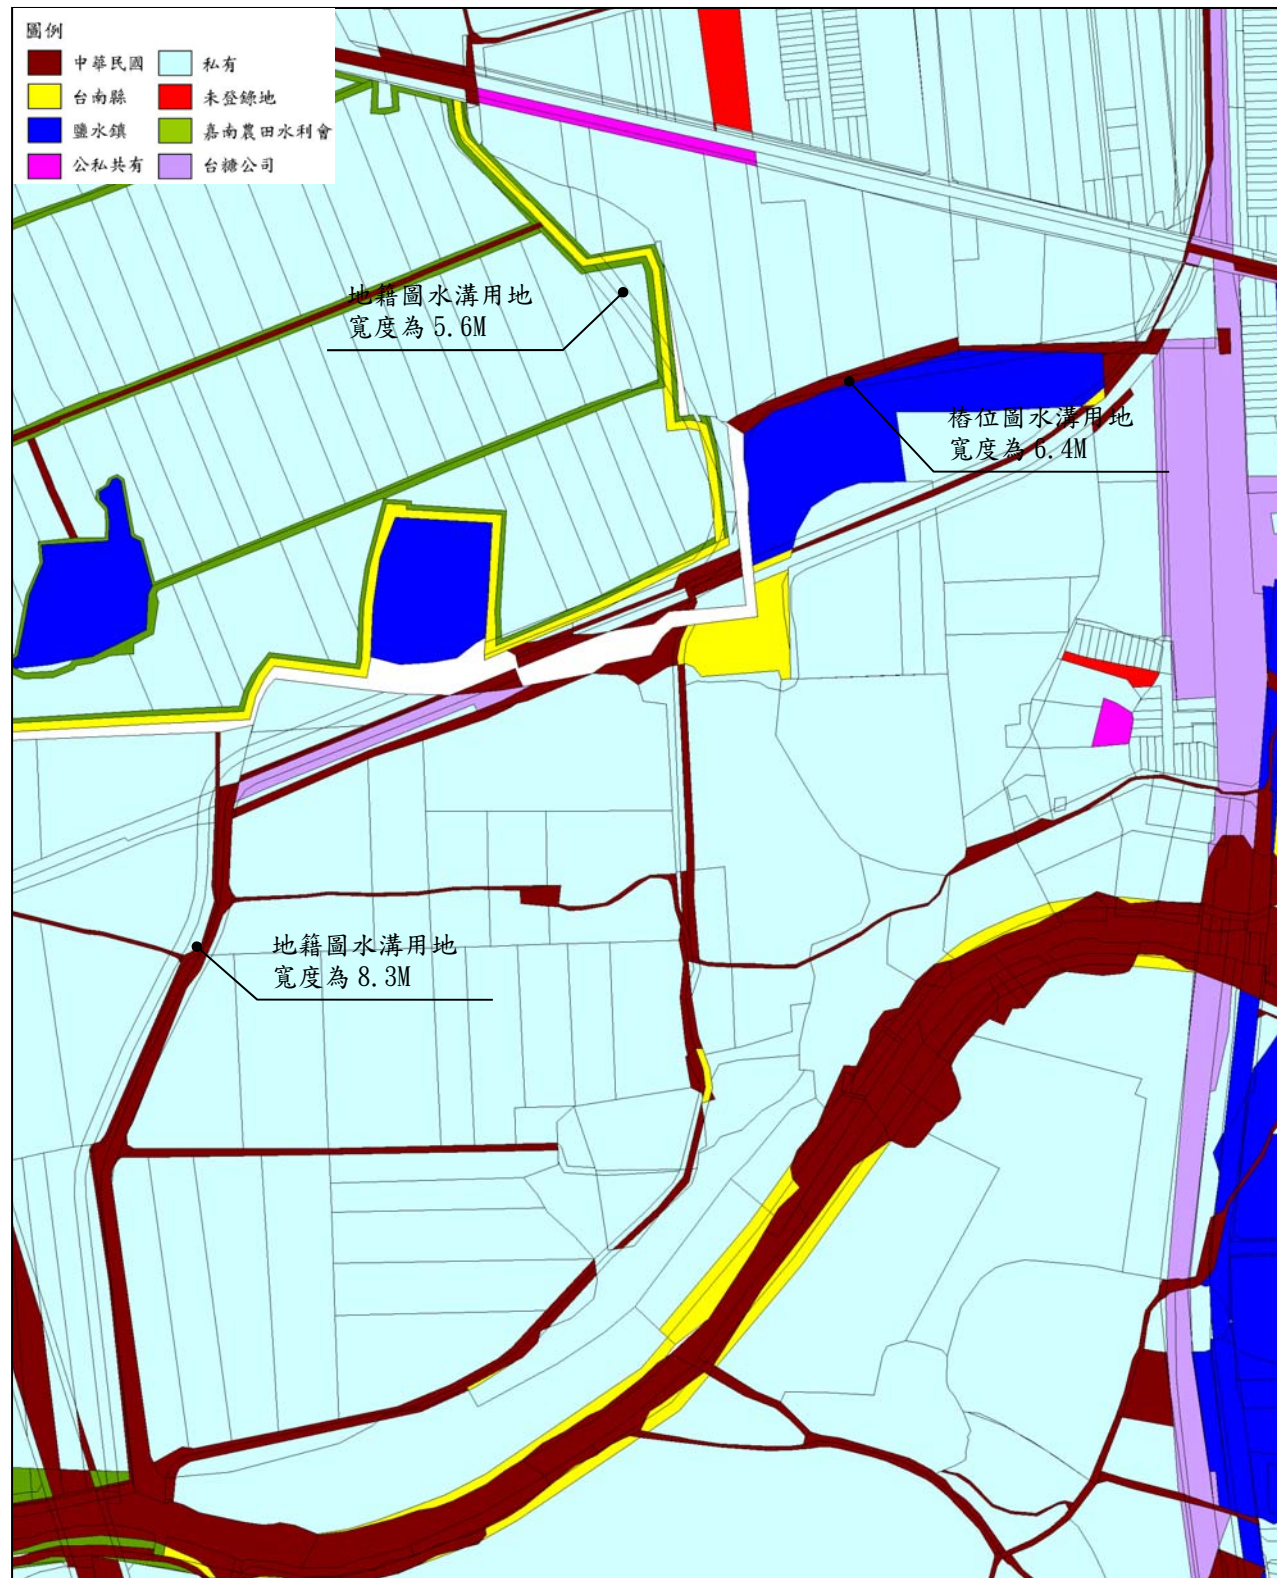 圖例
中華民國
私有
台南縣
未登錄地
鹽水鎮
嘉南農田水利會
公私共有
台糖公司
地籍圖水溝用地
寬度為 5.6M
樁位圖水溝用地
寬度為 6.4M
地籍圖水溝用地
寬度為 8.3M